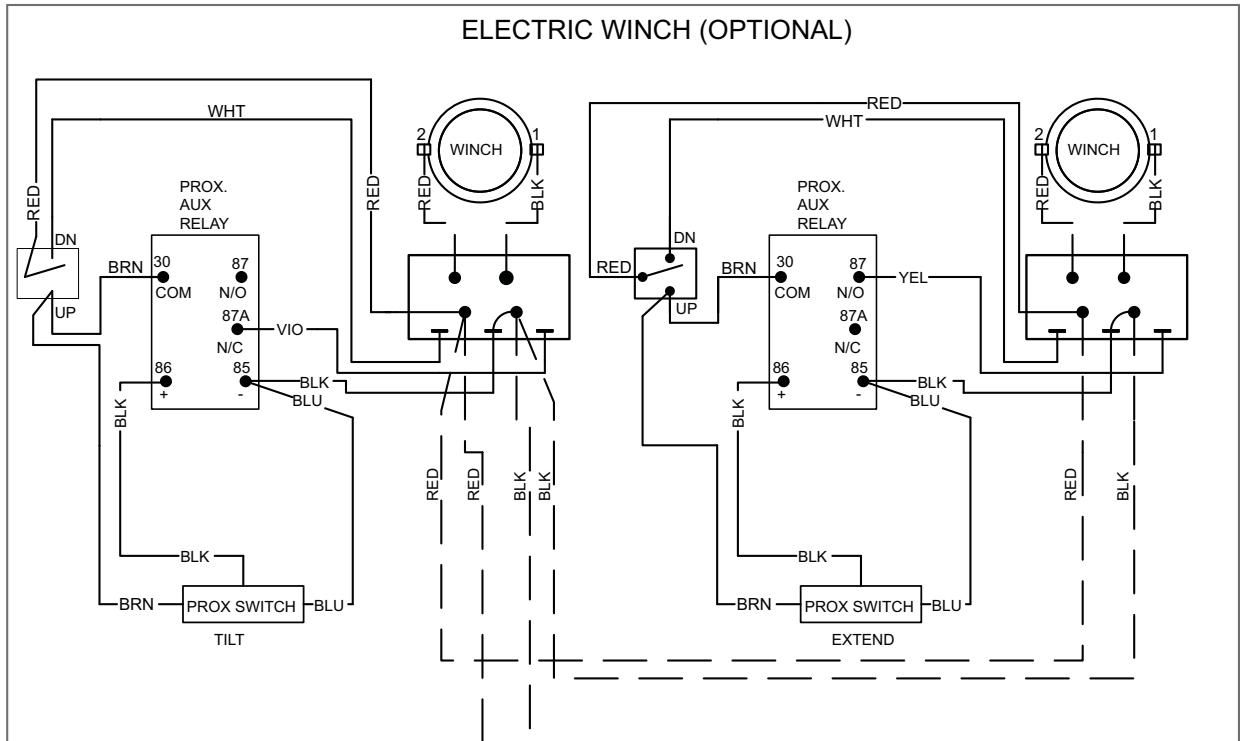 ELECTRIC WINCH (OPTIONAL)
RED
WHT
WHT
2
WINCH
1
2
WINCH
1
RED
RED
RED
BLK
RED
BLK
PROX.
AUX
RELAY
PROX.
AUX
RELAY
DN
UP
BRN
30
COM
87
N/O
87A
N/C
VIO
86
+
85
-
BLK
BLU
BLK
DN
RED
UP
BRN
30
COM
87
N/O
YEL
87A
N/C
86
+
85
-
BLK
BLU
BLK
RED
RED
BLK
BLK
RED
BLK
BLK
BRN
PROX SWITCH
BLU
TILT
BLK
BRN
PROX SWITCH
BLU
EXTEND